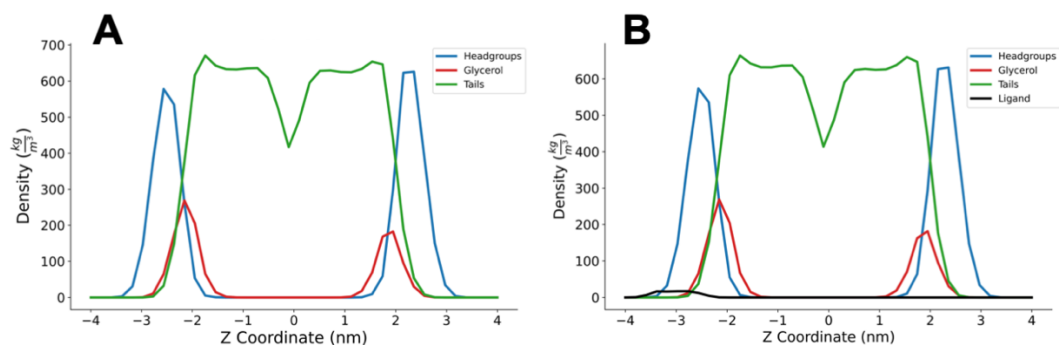 A
700
600
500
400
300
200
100
0
Density (kg/m³)
−4 −3 −2 −1 0 1 2 3 4
Z Coordinate (nm)
Headgroups
Glycerol
Tails
B
600
500
400
300
200
100
0
Density (kg/m³)
−4 −3 −2 −1 0 1 2 3 4
Z Coordinate (nm)
Headgroups
Glycerol
Tails
Ligand